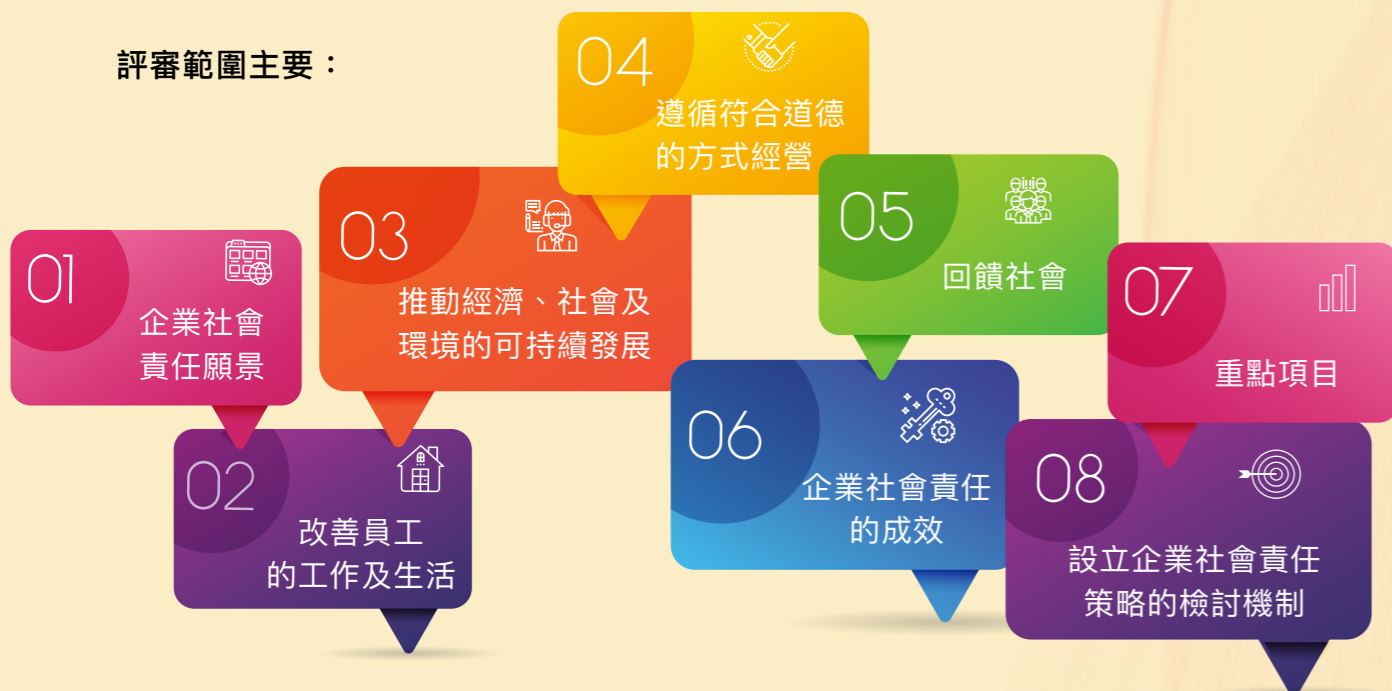 評審範圍主要：
01
企業社會
責任願景
02
改善員工
的工作及生活
03
推動經濟、社會及
環境的可持續發展
04
遵循符合道德
的方式經營
05
回饋社會
06
企業社會責任
的成效
07
重點項目
08
設立企業社會責任
策略的檢討機制